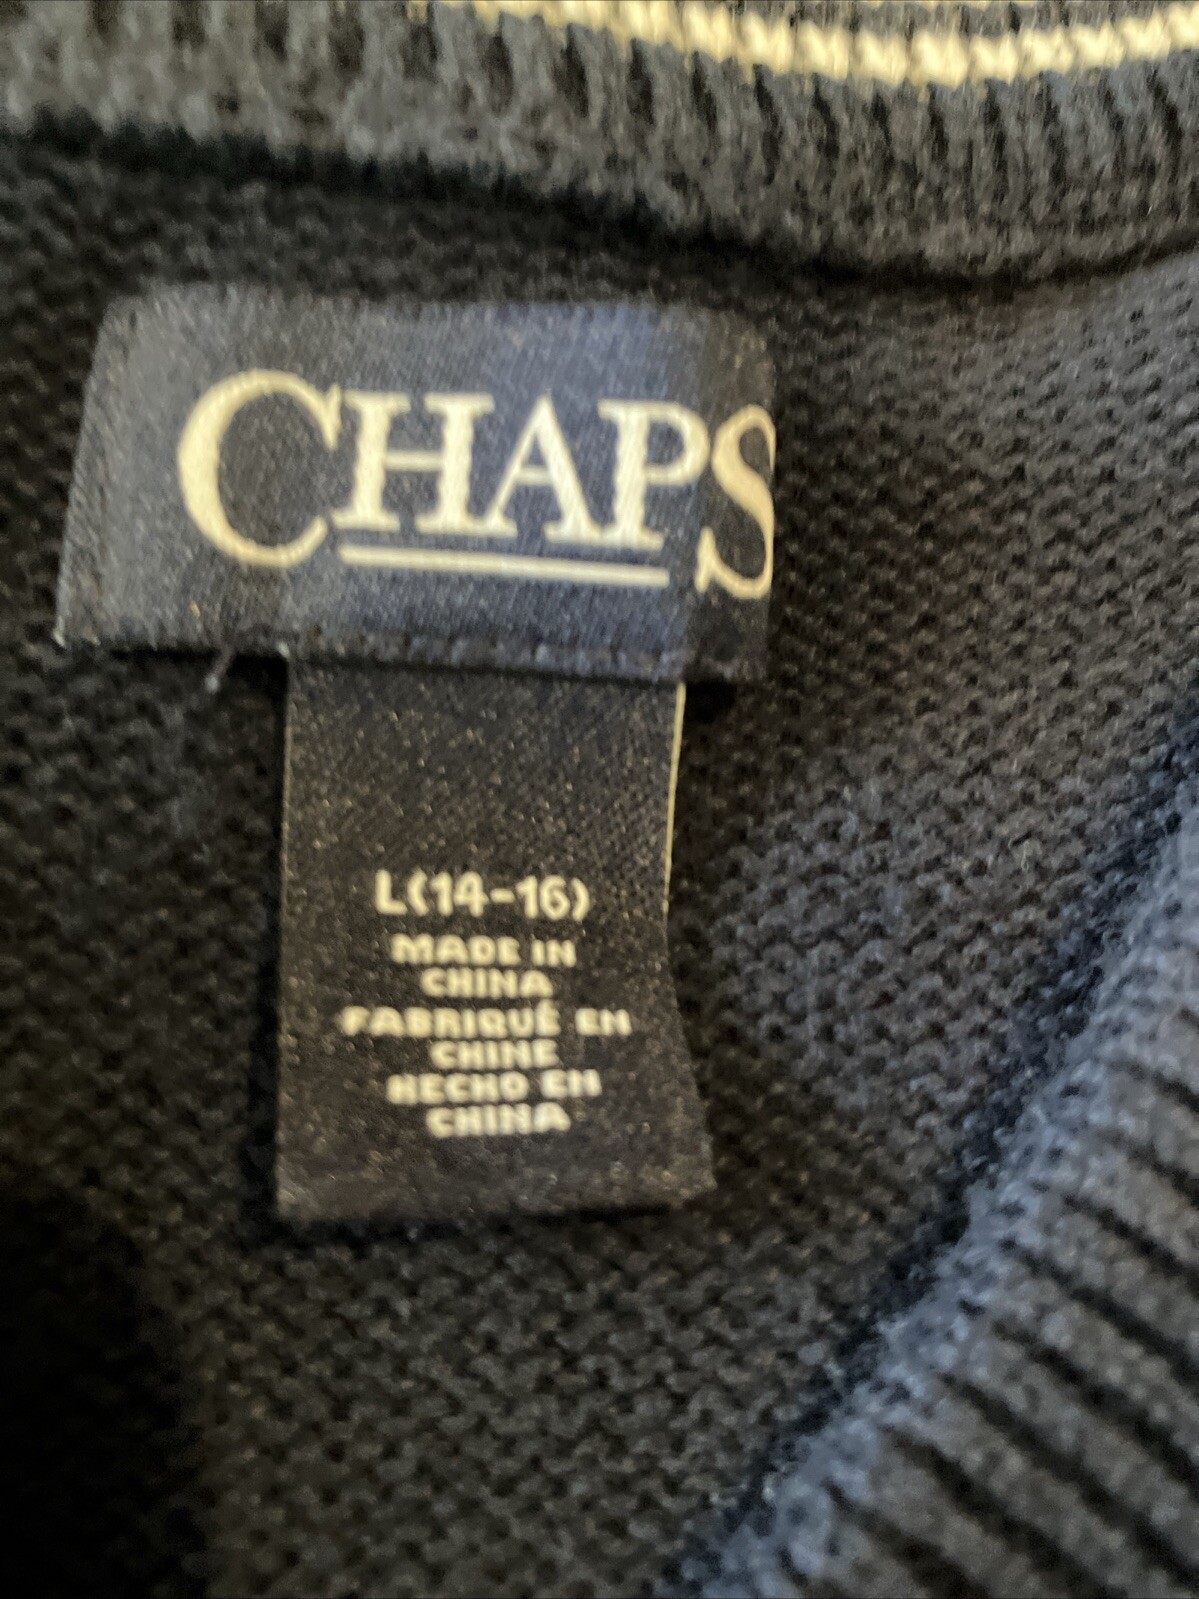 CHAPS
L(14-16)
MADE IN
CHINA
FABRIQUÉ EN
CHINE
HECHO EN
CHINA